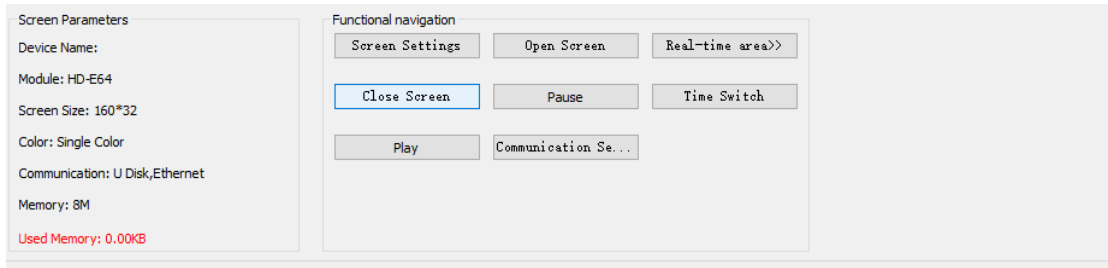 Screen Parameters
Device Name:
Module: HD-E64
Screen Size: 160*32
Color: Single Color
Communication: U Disk,Ethernet
Memory: 8M
Used Memory: 0.00KB
Functional navigation
Screen Settings Open Screen Real-time area>>
Close Screen Pause Time Switch
Play Communication Se...